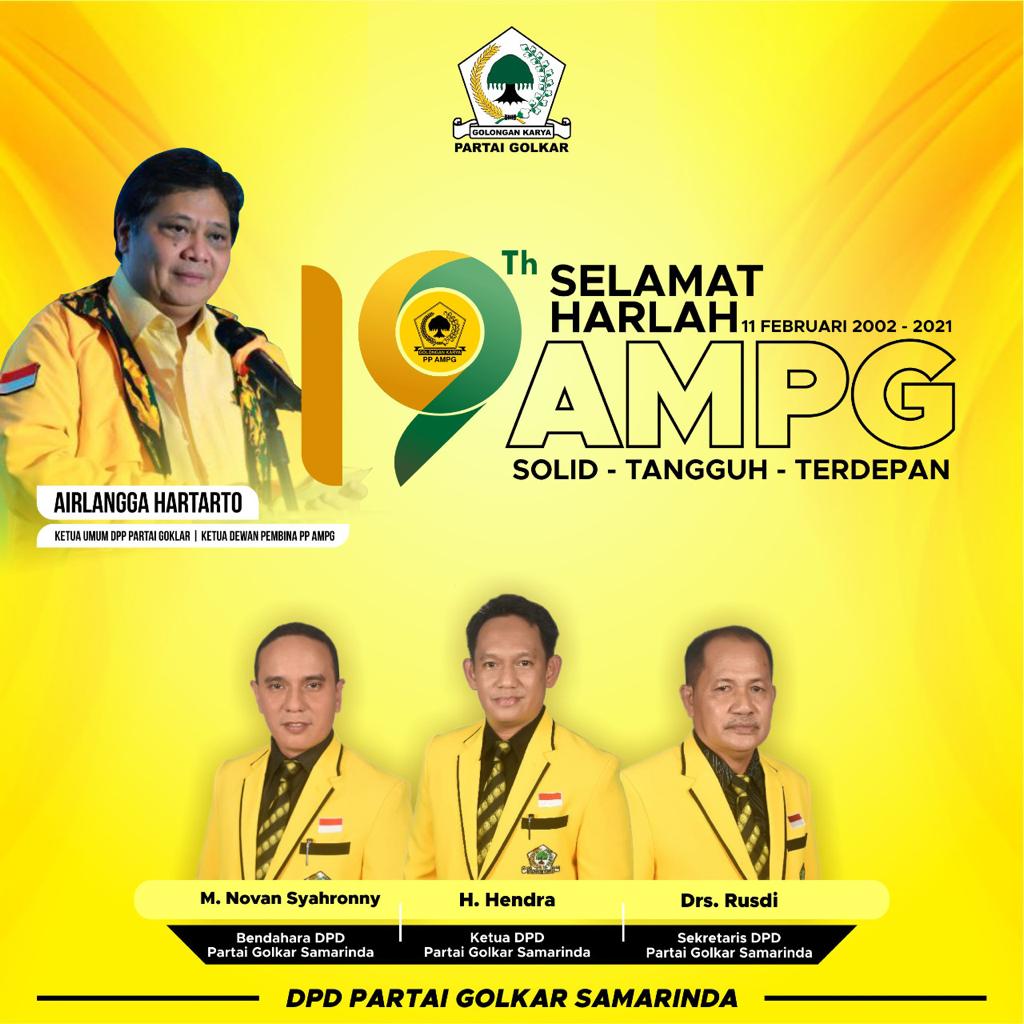 GOLONGAN KARYA
PARTAI GOLKAR
19Th
SELAMAT
HARLAH 11 FEBRUARI 2002 - 2021
AMPG
SOLID - TANGGUH - TERDEPAN
GOLONGAN KARYA
PP AMPG
AIRLANGGA HARTARTO
KETUA UMUM DPP PARTAI GOKLAR | KETUA DEWAN PEMBINA PP AMPG
M. Novan Syahronny
Bendahara DPD
Partai Golkar Samarinda
H. Hendra
Ketua DPD
Partai Golkar Samarinda
Drs. Rusdi
Sekretaris DPD
Partai Golkar Samarinda
DPD PARTAI GOLKAR SAMARINDA